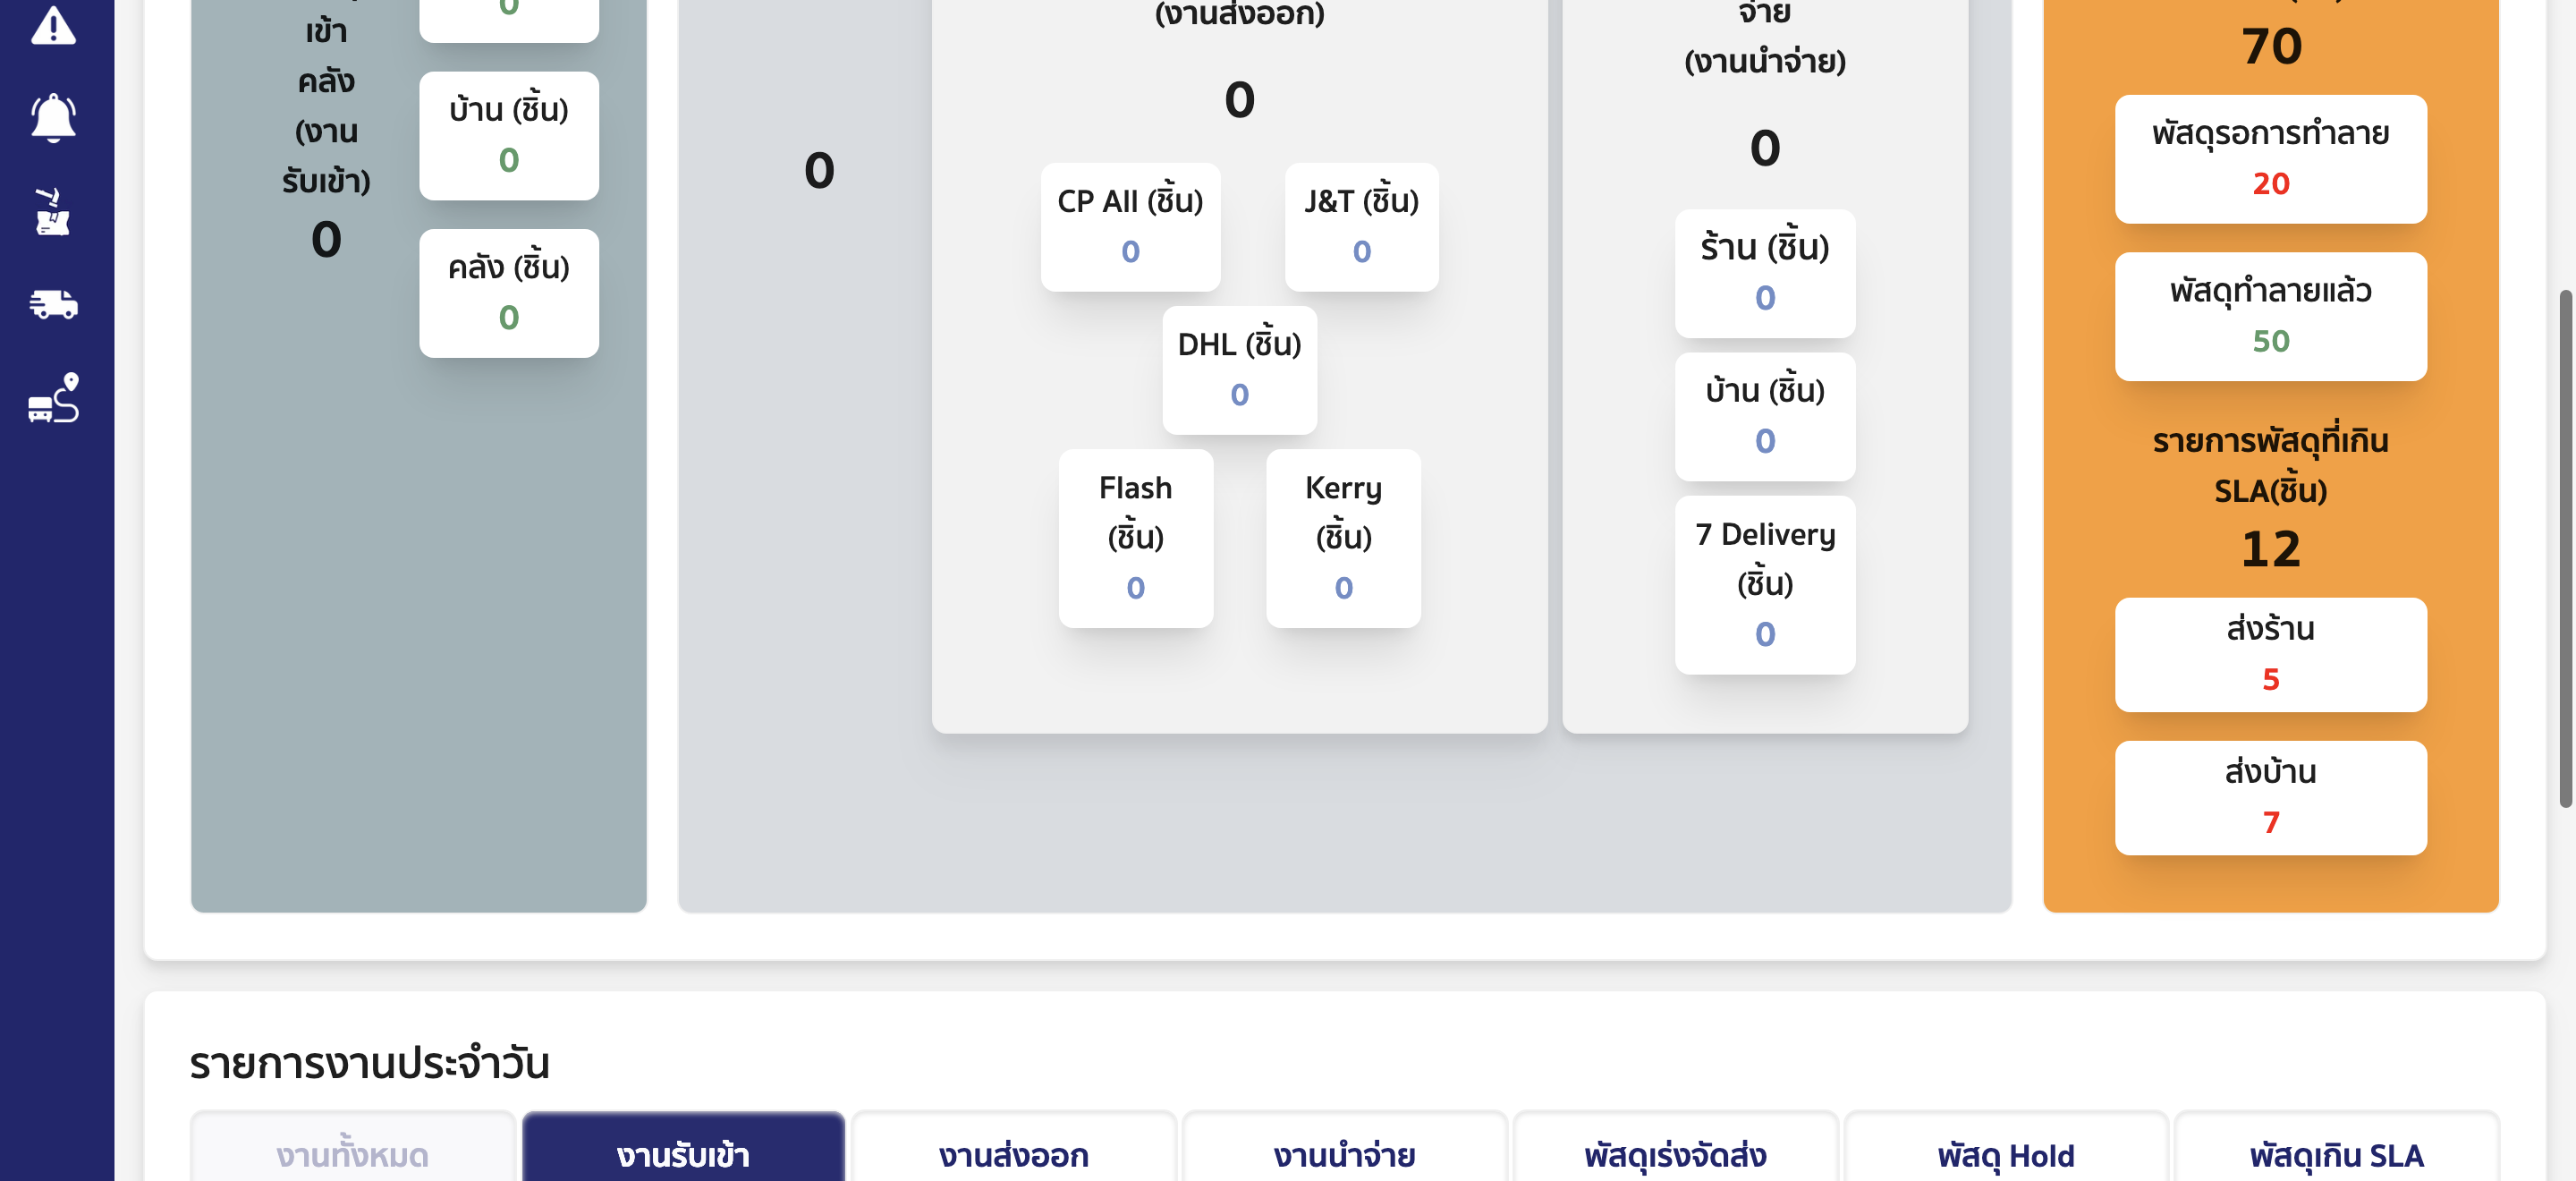 0
เข้า
คลัง
(งาน
รับเข้า)
0
บ้าน (ชิ้น)
0
คลัง (ชิ้น)
0
0
(งานส่งออก)
0
CP All (ชิ้น)
0
J&T (ชิ้น)
0
DHL (ชิ้น)
0
Flash
(ชิ้น)
0
Kerry
(ชิ้น)
0
จ่าย
(งานนำจ่าย)
0
ร้าน (ชิ้น)
0
บ้าน (ชิ้น)
0
7 Delivery
(ชิ้น)
0
70
พัสดุรอการทำลาย
20
พัสดุทำลายแล้ว
50
รายการพัสดุที่เกิน
SLA(ชิ้น)
12
ส่งร้าน
5
ส่งบ้าน
7
รายการงานประจำวัน
งานทั้งหมด
งานรับเข้า
งานส่งออก
งานนำจ่าย
พัสดุเร่งจัดส่ง
พัสดุ Hold
พัสดุเกิน SLA